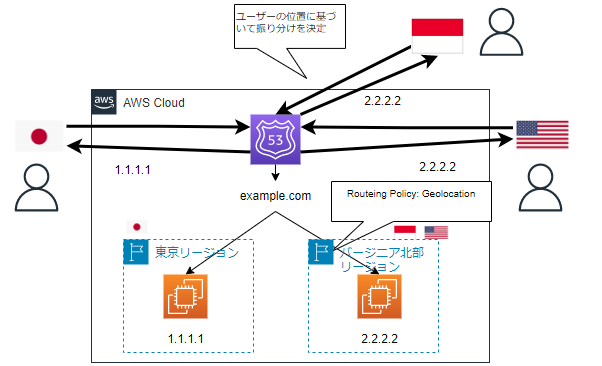 ユーザーの位置に基づ
いて振り分けを決定
aws
AWS Cloud
2.2.2.2
53
1.1.1.1
2.2.2.2
example.com
Routeing Policy: Geolocation
東京リージョン
バージニア北部
リージョン
1.1.1.1
2.2.2.2